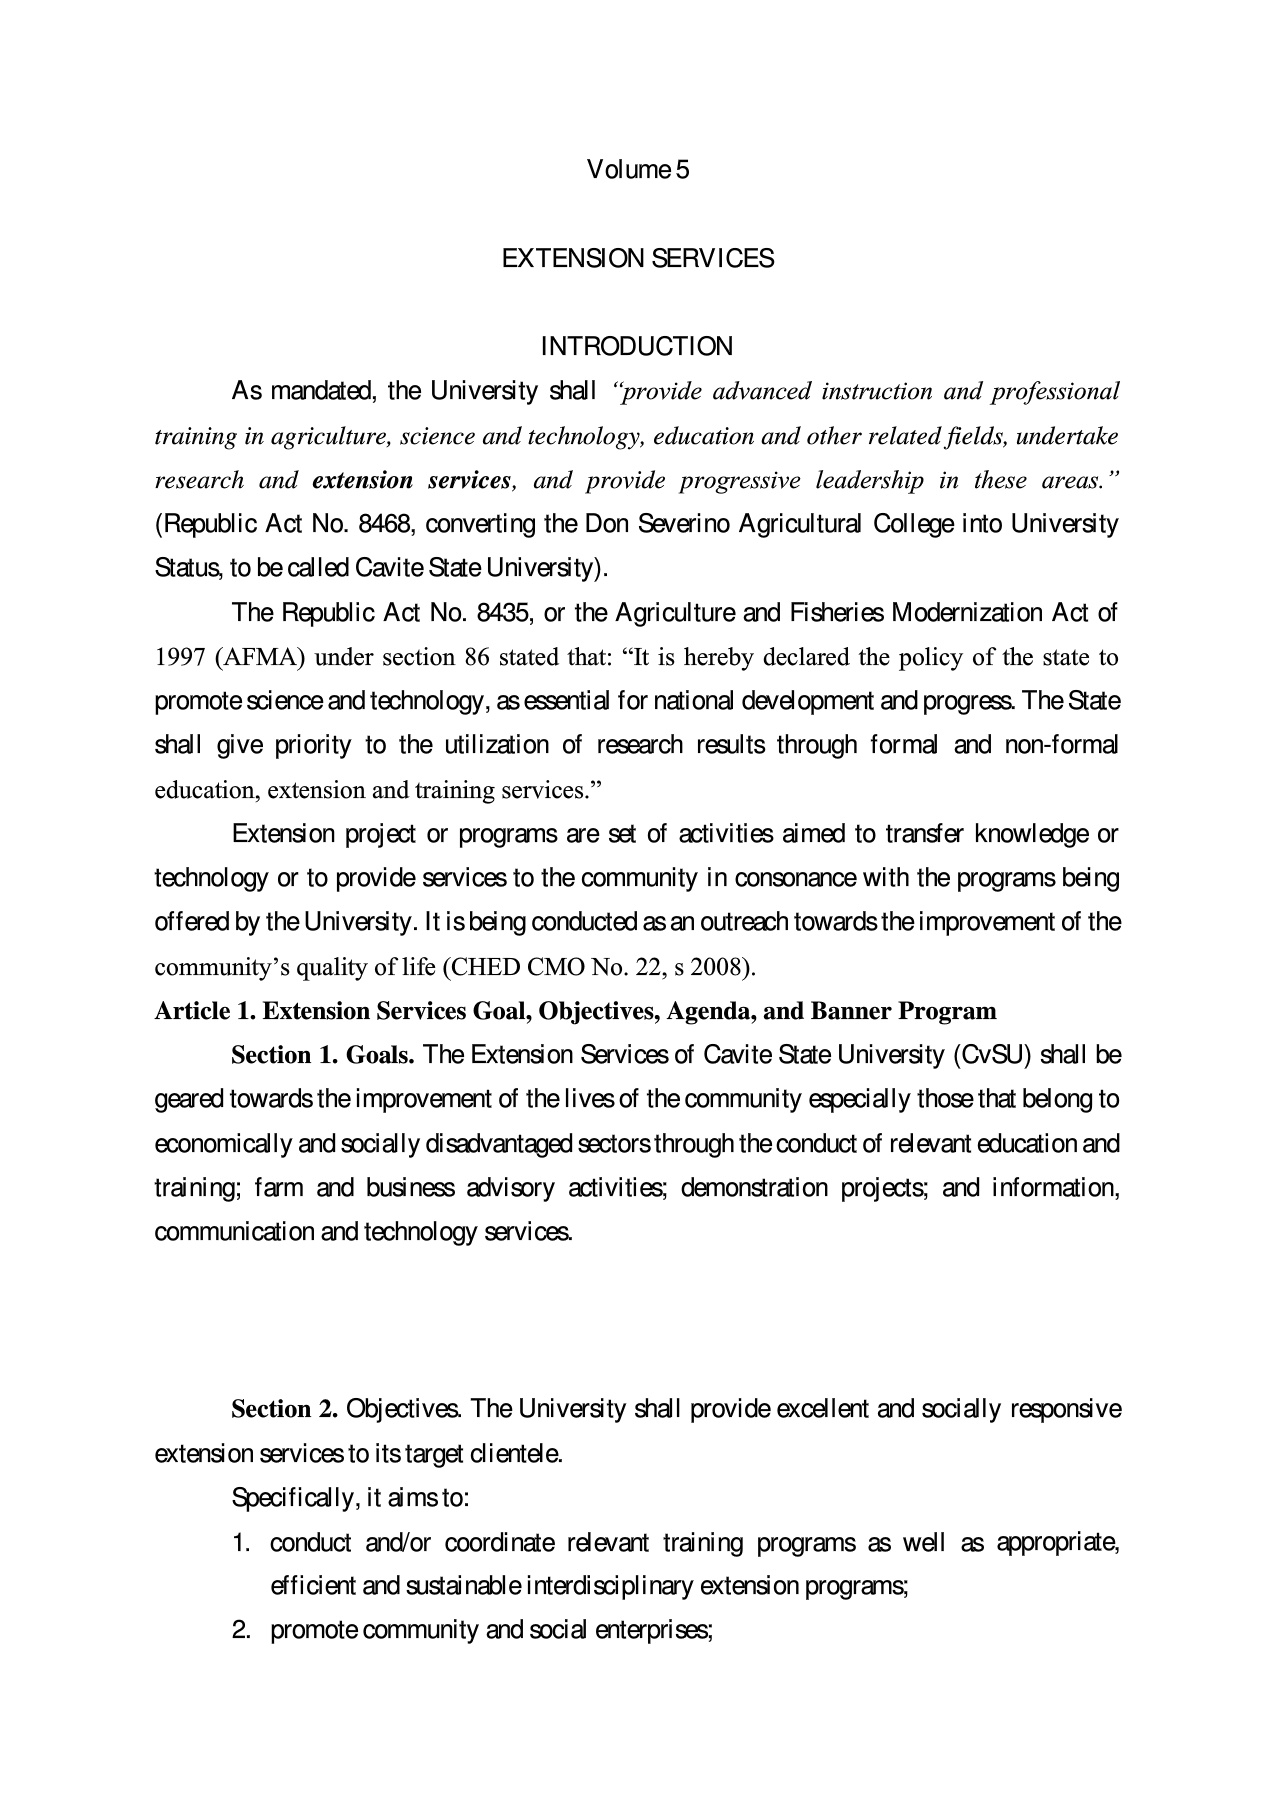 Volume 5
EXTENSION SERVICES
INTRODUCTION
As mandated, the University shall “provide advanced instruction and professional
training in agriculture, science and technology, education and other related fields, undertake
research and extension services, and provide progressive leadership in these areas.”
(Republic Act No. 8468, converting the Don Severino Agricultural College into University
Status, to be called Cavite State University).
The Republic Act No. 8435, or the Agriculture and Fisheries Modernization Act of
1997 (AFMA) under section 86 stated that: “It is hereby declared the policy of the state to
promote science and technology, as essential for national development and progress. The State
shall give priority to the utilization of research results through formal and non-formal
education, extension and training services.”
Extension project or programs are set of activities aimed to transfer knowledge or
technology or to provide services to the community in consonance with the programs being
offered by the University. It is being conducted as an outreach towards the improvement of the
community’s quality of life (CHED CMO No. 22, s 2008).
Article 1. Extension Services Goal, Objectives, Agenda, and Banner Program
Section 1. Goals. The Extension Services of Cavite State University (CvSU) shall be
geared towards the improvement of the lives of the community especially those that belong to
economically and socially disadvantaged sectors through the conduct of relevant education and
training; farm and business advisory activities; demonstration projects; and information,
communication and technology services.
Section 2. Objectives. The University shall provide excellent and socially responsive
extension services to its target clientele.
Specifically, it aims to:
1. conduct and/or coordinate relevant training programs as well as appropriate,
efficient and sustainable interdisciplinary extension programs;
2. promote community and social enterprises;